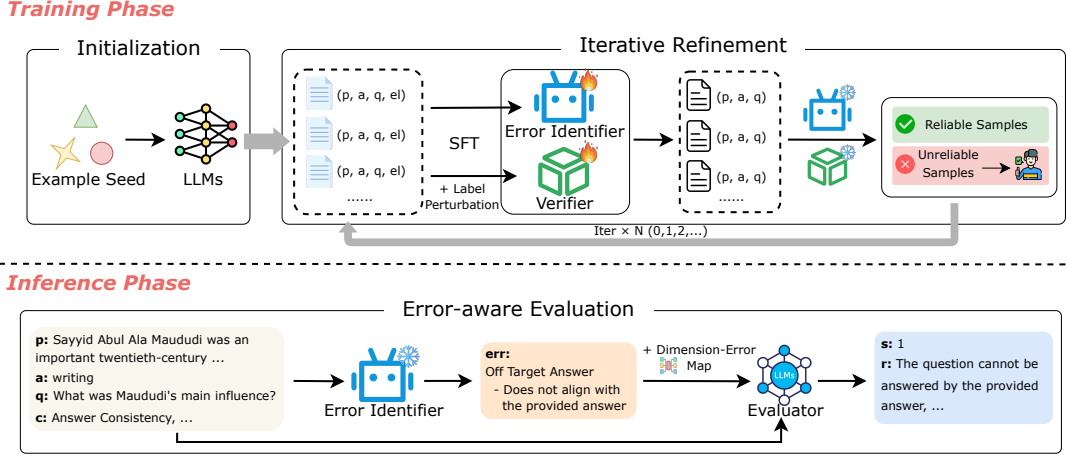 Training Phase
Initialization
Example Seed
LLMs
Iterative Refinement
(p, a, q, el)
(p, a, q, el)
(p, a, q, el)
......
SFT
+ Label
Perturbation
Error Identifier
Verifier
(p, a, q)
(p, a, q)
(p, a, q)
......
Reliable Samples
Unreliable
Samples
Iter × N (0,1,2,...)
Inference Phase
Error-aware Evaluation
p: Sayyid Abul Ala Maududi was an
important twentieth-century ...
a: writing
q: What was Maududi's main influence?
c: Answer Consistency, ...
Error Identifier
err:
Off Target Answer
- Does not align with
the provided answer
+ Dimension-Error
Map
LLMs
Evaluator
s: 1
r: The question cannot be
answered by the provided
answer, ...